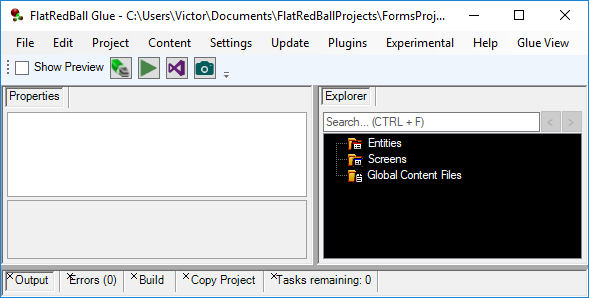 FlatRedBall Glue - C:\Users\Victor\Documents\FlatRedBallProjects\FormsProj...
File Edit Project Content Settings Update Plugins Experimental Help Glue View
Show Preview
Properties
Explorer
Search... (CTRL + F)
< >
Entities
Screens
Global Content Files
Output Errors (0) Build Copy Project Tasks remaining: 0